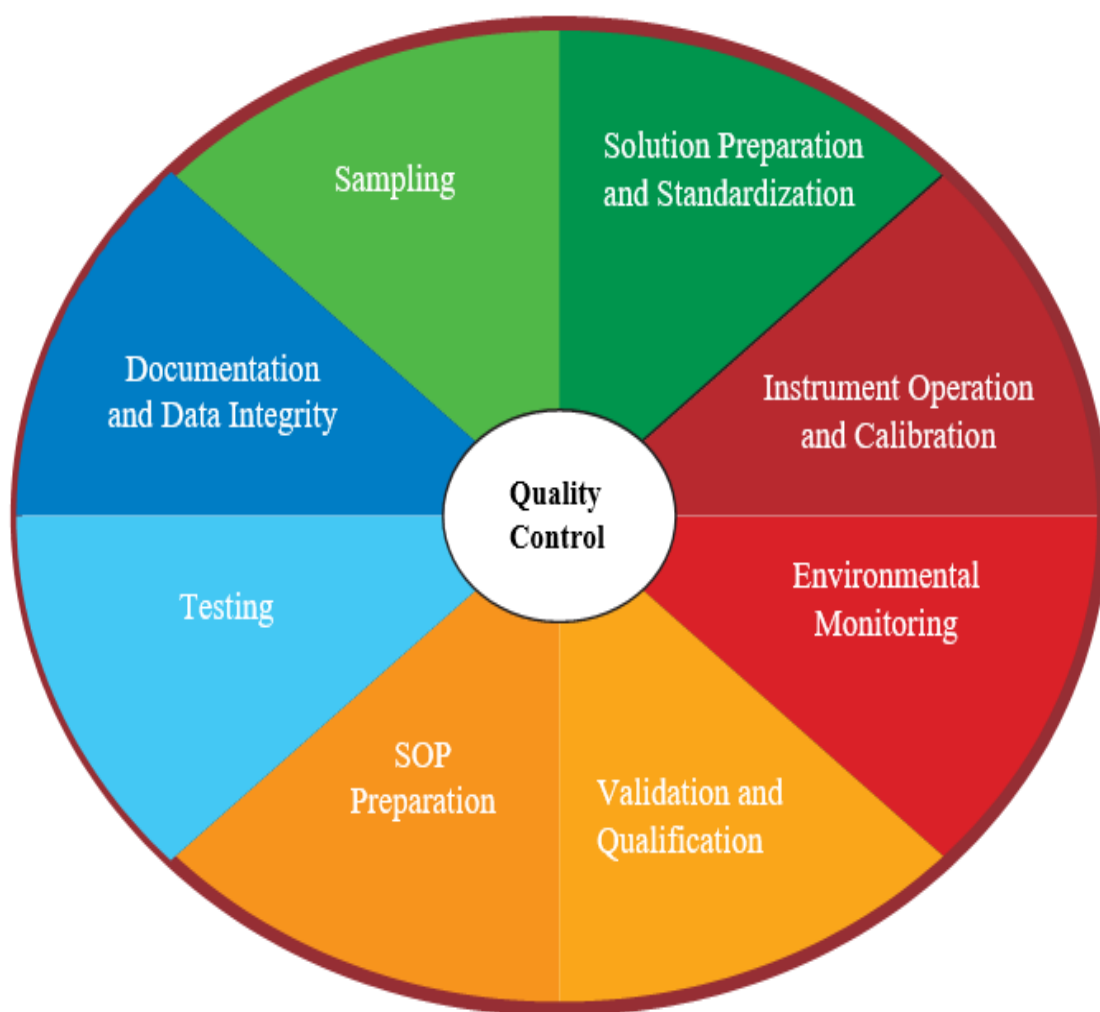 Sampling
Solution Preparation
and Standardization
Documentation
and Data Integrity
Instrument Operation
and Calibration
Quality
Control
Testing
Environmental
Monitoring
SOP
Preparation
Validation and
Qualification